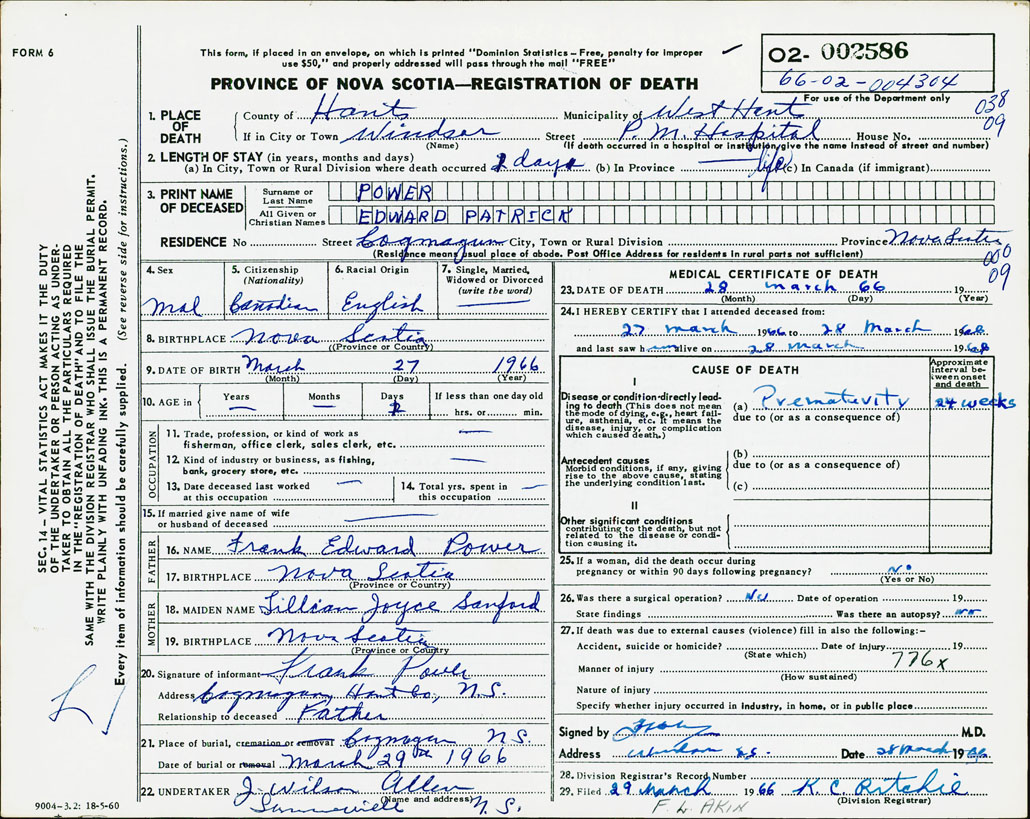 FORM 6
This form, if placed in an envelope, on which is printed "Dominion Statistics – Free, penalty for improper
use $50," and properly addressed will pass through the mail "FREE"
02- 002586
66-02-004304
For use of the Department only
PROVINCE OF NOVA SCOTIA—REGISTRATION OF DEATH
038
09
1. PLACE OF DEATH
County of Hants Municipality of West Hants
If in City or Town Windsor Street P. M. Hospital House No.
(Name) (If death occurred in a hospital or institution, give the name instead of street and number)
2. LENGTH OF STAY (in years, months and days)
(a) In City, Town or Rural Division where death occurred 2 days (b) In Province life (c) In Canada (if immigrant)
3. PRINT NAME OF DECEASED
Surname or Last Name POWER
All Given or Christian Names EDWARD PATRICK
RESIDENCE No Street Cogmagun City, Town or Rural Division Province Nova Scotia
(Residence means usual place of abode. Post Office Address for residents in rural parts not sufficient)
000
09
4. Sex Mal
5. Citizenship (Nationality) Canadian
6. Racial Origin English
7. Single, Married, Widowed or Divorced (write the word)
8. BIRTHPLACE Nova Scotia
(Province or Country)
9. DATE OF BIRTH March 27 1966
(Month) (Day) (Year)
10. AGE in Years Months Days 2 If less than one day old
hrs. or min.
OCCUPATION
11. Trade, profession, or kind of work as
fisherman, office clerk, sales clerk, etc.
12. Kind of industry or business, as fishing,
bank, grocery store, etc.
13. Date deceased last worked at this occupation
14. Total yrs. spent in this occupation
15. If married give name of wife
or husband of deceased
FATHER
16. NAME Frank Edward Power
17. BIRTHPLACE Nova Scotia
(Province or Country)
MOTHER
18. MAIDEN NAME Lillian Joyce Sanford
19. BIRTHPLACE Nova Scotia
(Province or Country)
20. Signature of informant Frank Power
Address Cogmagun, Hants Co, N.S.
Relationship to deceased Father
21. Place of burial, cremation or removal Cogmagun N.S.
Date of burial or removal March 29th 1966
22. UNDERTAKER J. Wilson Allen
(Name and address)
Summerville N.S.
MEDICAL CERTIFICATE OF DEATH
23. DATE OF DEATH 28 March 66 19
(Month) (Day) (Year)
24. I HEREBY CERTIFY that I attended deceased from:
27 March 1966 to 28 March 1966
and last saw h im alive on 28 March 1966
CAUSE OF DEATH
Approximate interval between onset and death
I
Disease or condition directly leading to death (This does not mean the mode of dying, e.g., heart failure, asthenia, etc. It means the disease, injury, or complication which caused death.)
(a) Prematurity 24 weeks
due to (or as a consequence of)
Antecedent causes
Morbid conditions, if any, giving rise to the above cause, stating the underlying condition last.
(b)
due to (or as a consequence of)
(c)
II
Other significant conditions
contributing to the death, but not related to the disease or condition causing it.
25. If a woman, did the death occur during
pregnancy or within 90 days following pregnancy? No
(Yes or No)
26. Was there a surgical operation? No Date of operation 19
State findings Was there an autopsy? no
27. If death was due to external causes (violence) fill in also the following:–
Accident, suicide or homicide? Date of injury 19
(State which)
776x
Manner of injury
(How sustained)
Nature of injury
Specify whether injury occurred in industry, in home, or in public place
Signed by M.D.
Address Windsor N.S. Date 28 March 1966
28. Division Registrar's Record Number
29. Filed 29 March 1966 K. C. Ritchie
(Division Registrar)
F. L. AKIN
SEC. 14 – VITAL STATISTICS ACT MAKES IT THE DUTY
OF THE UNDERTAKER OR PERSON ACTING AS UNDER-
TAKER TO OBTAIN ALL THE PARTICULARS REQUIRED
IN THE "REGISTRATION OF DEATH" AND TO FILE THE
SAME WITH THE DIVISION REGISTRAR WHO SHALL ISSUE THE BURIAL PERMIT.
WRITE PLAINLY WITH UNFADING INK. THIS IS A PERMANENT RECORD.
Every item of information should be carefully supplied. (See reverse side for instructions.)
9004-3.2: 18-5-60